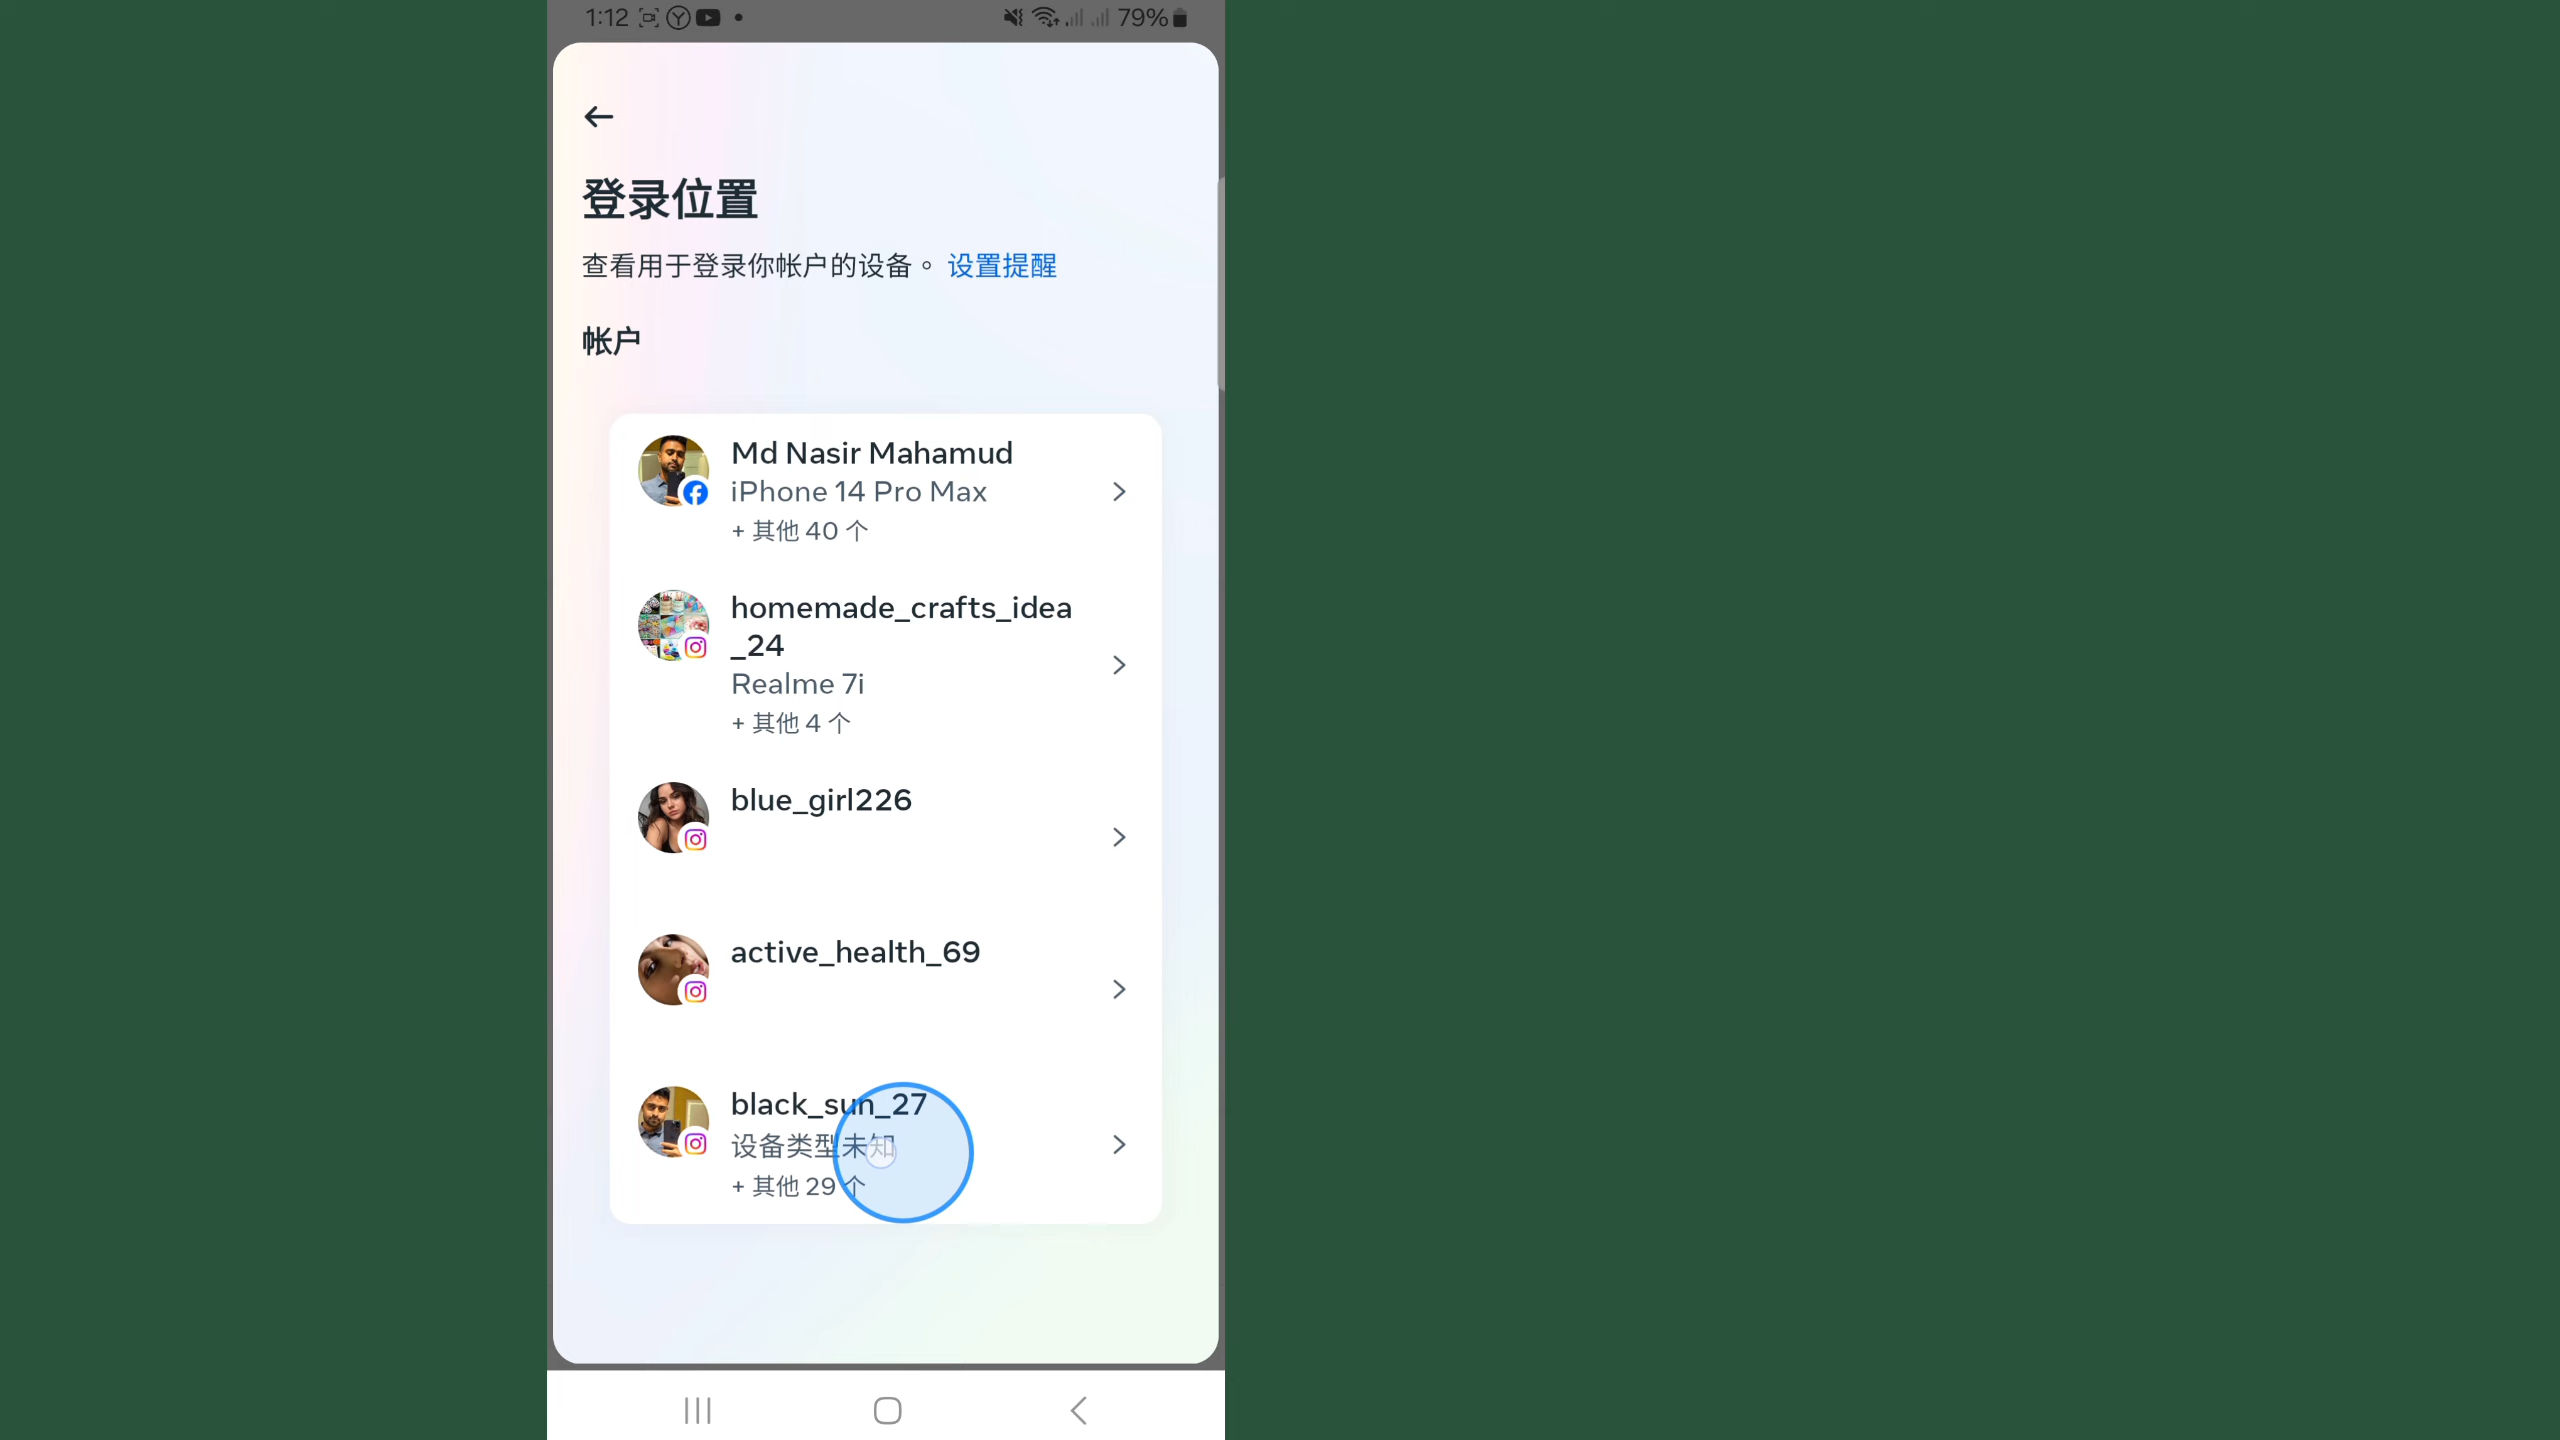 1:12
79%
登录位置
查看用于登录你帐户的设备。 设置提醒
帐户
Md Nasir Mahamud
iPhone 14 Pro Max
+ 其他 40 个
homemade_crafts_idea
_24
Realme 7i
+ 其他 4 个
blue_girl226
active_health_69
black_sun_27
设备类型未知
+ 其他 29 个